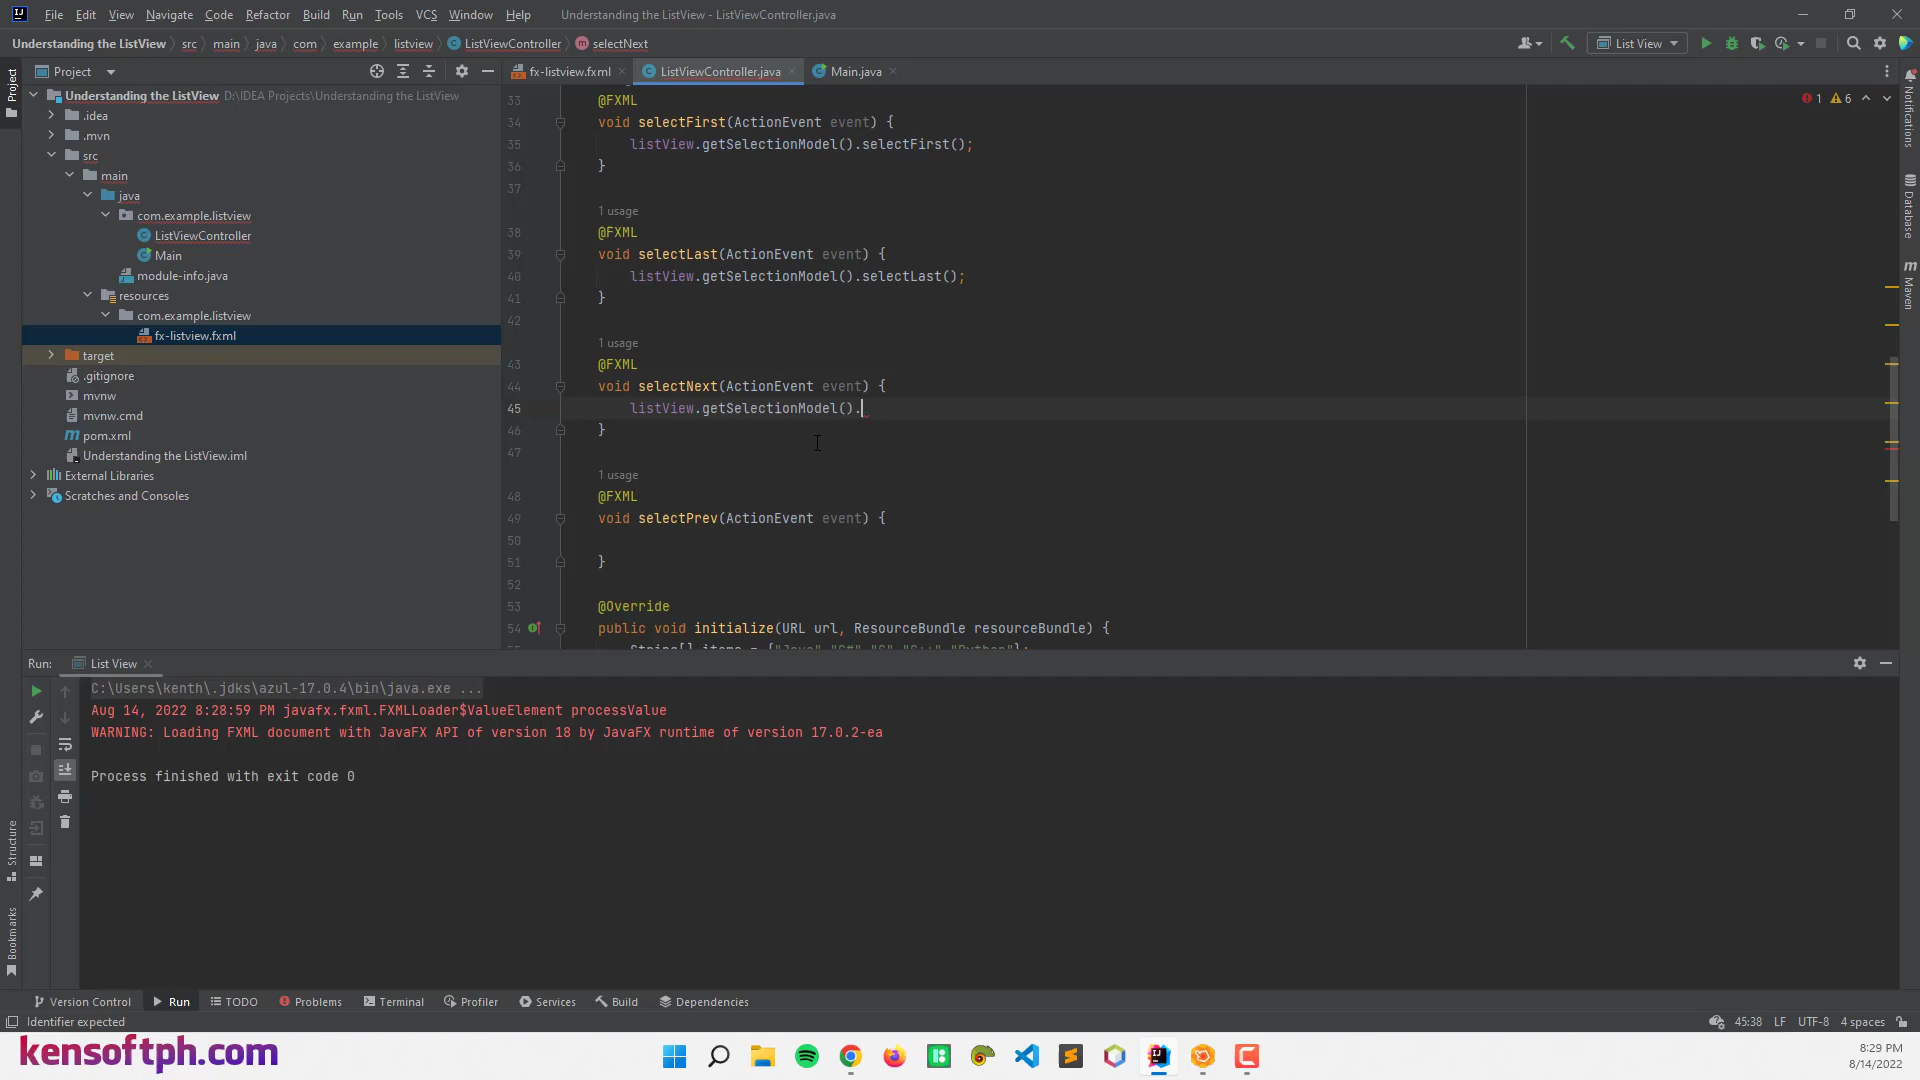 File Edit View Navigate Code Refactor Build Run Tools VCS Window Help Understanding the ListView - ListViewController.java
Understanding the ListView src main java com example listview ListViewController selectNext List View
Project
Project
fx-listview.fxml ListViewController.java Main.java
Understanding the ListView D:\IDEA Projects\Understanding the ListView
.idea
.mvn
src
main
java
com.example.listview
ListViewController
Main
module-info.java
resources
com.example.listview
fx-listview.fxml
target
.gitignore
mvnw
mvnw.cmd
pom.xml
Understanding the ListView.iml
External Libraries
Scratches and Consoles
1 6
33 @FXML
34 void selectFirst(ActionEvent event) {
35 listView.getSelectionModel().selectFirst();
36 }
37
1 usage
38 @FXML
39 void selectLast(ActionEvent event) {
40 listView.getSelectionModel().selectLast();
41 }
42
1 usage
43 @FXML
44 void selectNext(ActionEvent event) {
45 listView.getSelectionModel().
46 }
47
1 usage
48 @FXML
49 void selectPrev(ActionEvent event) {
50
51 }
52
53 @Override
54 public void initialize(URL url, ResourceBundle resourceBundle) {
Notifications
Database
Maven
Run: List View
C:\Users\kenth\.jdks\azul-17.0.4\bin\java.exe ...
Aug 14, 2022 8:28:59 PM javafx.fxml.FXMLLoader$ValueElement processValue
WARNING: Loading FXML document with JavaFX API of version 18 by JavaFX runtime of version 17.0.2-ea
Process finished with exit code 0
Structure
Bookmarks
Version Control Run TODO Problems Terminal Profiler Services Build Dependencies
Identifier expected 45:38 LF UTF-8 4 spaces
kensoftph.com
8:29 PM
8/14/2022